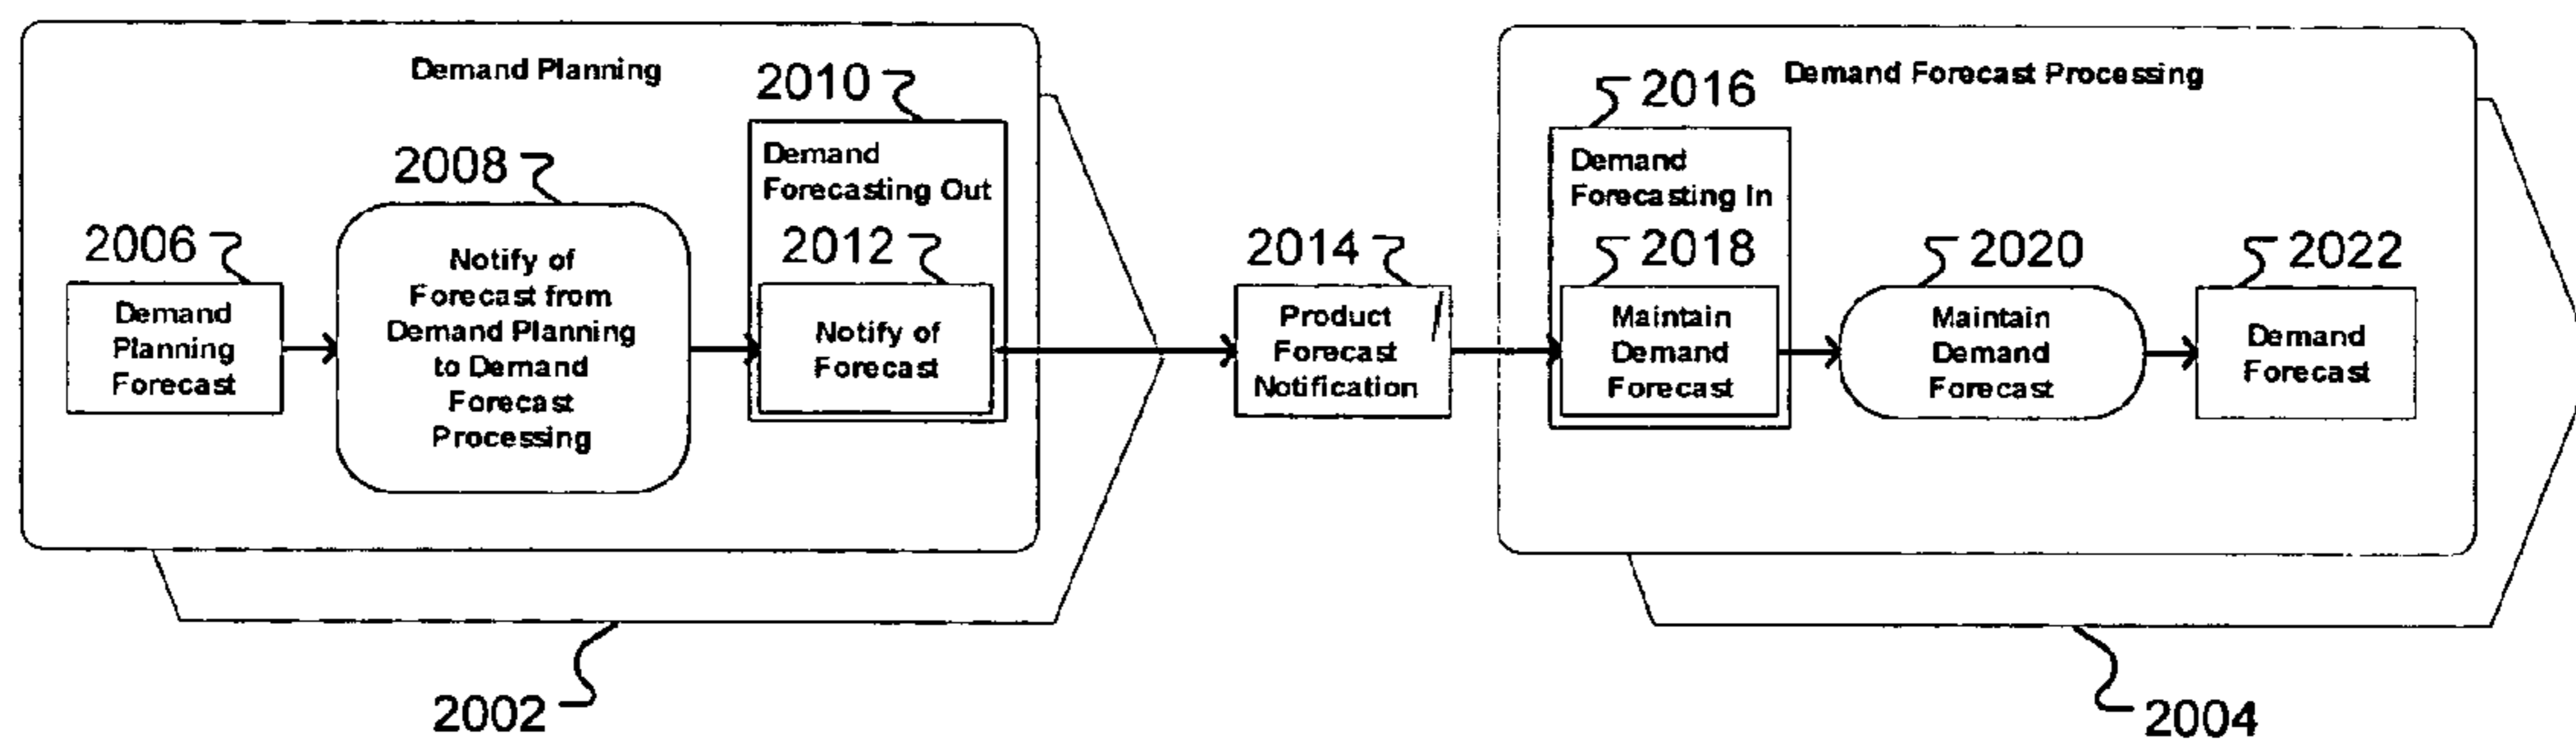 Demand Planning
2010
Demand
Forecasting Out
2008
2006
2012
Demand
Planning
Forecast
Notify of
Forecast from
Demand Planning
to Demand
Forecast
Processing
Notify of
Forecast
2014
Product
Forecast
Notification
Demand Forecast Processing
2016
Demand
Forecasting In
2018
2020
2022
Maintain
Demand
Forecast
Maintain
Demand
Forecast
Demand
Forecast
2002
2004